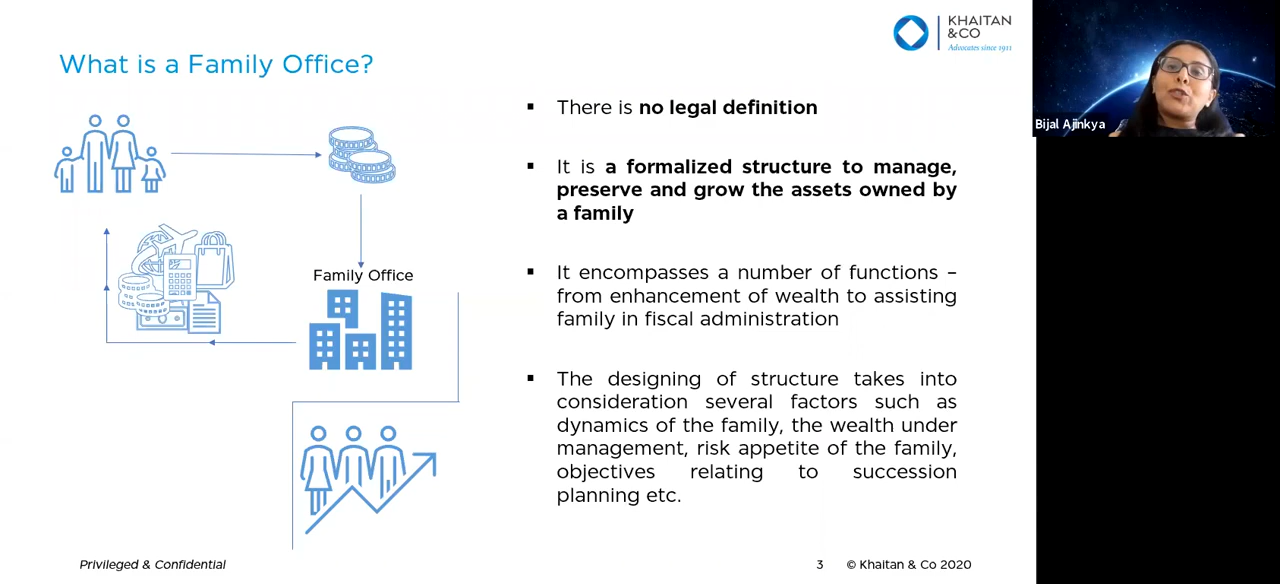 KHAITAN
&CO
Advocates since 1911
What is a Family Office?
Bijal Ajinkya
▪ There is no legal definition
▪ It is a formalized structure to manage,
preserve and grow the assets owned by
a family
Family Office
▪ It encompasses a number of functions –
from enhancement of wealth to assisting
family in fiscal administration
▪ The designing of structure takes into
consideration several factors such as
dynamics of the family, the wealth under
management, risk appetite of the family,
objectives relating to succession
planning etc.
Privileged & Confidential
3
© Khaitan & Co 2020